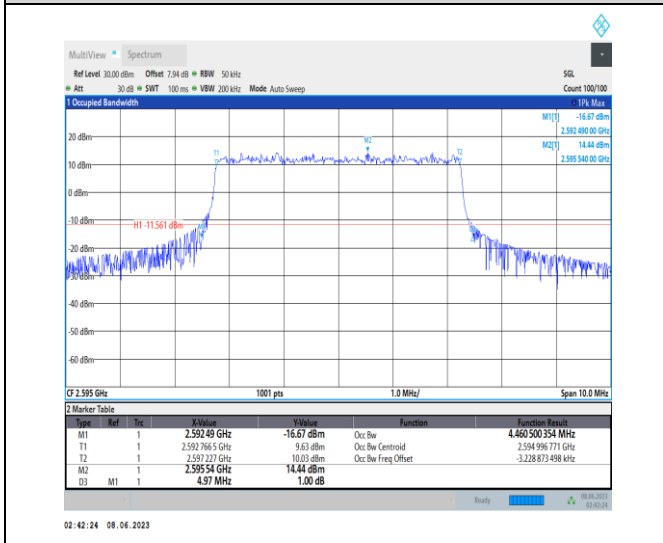 MultiView Spectrum
Ref Level 30.00 dBm Offset 7.94 dB RBW 50 kHz SGL
Att 30 dB SWT 100 ms VBW 200 kHz Mode Auto Sweep Count 100/100
1 Occupied Bandwidth 1Pk Max
M1[1] -16.67 dBm
2.592 490 00 GHz
M2[1] 14.44 dBm
2.595 540 00 GHz
20 dBm
M2
T1 T2
10 dBm
0 dBm
-10 dBm
H1 -11.561 dBm
-20 dBm
-30 dBm
-40 dBm
-50 dBm
-60 dBm
CF 2.595 GHz 1001 pts 1.0 MHz/ Span 10.0 MHz
2 Marker Table
Type Ref Trc X-Value Y-Value Function Function Result
M1 1 2.592 49 GHz -16.67 dBm Occ Bw 4.460 500 354 MHz
T1 1 2.592 766 5 GHz 9.63 dBm Occ Bw Centroid 2.594 996 771 GHz
T2 1 2.597 227 GHz 10.03 dBm Occ Bw Freq Offset -3.228 873 498 kHz
M2 1 2.595 54 GHz 14.44 dBm
D3 M1 1 4.97 MHz 1.00 dB
Ready 08.06.2023
02:42:24
02:42:24 08.06.2023